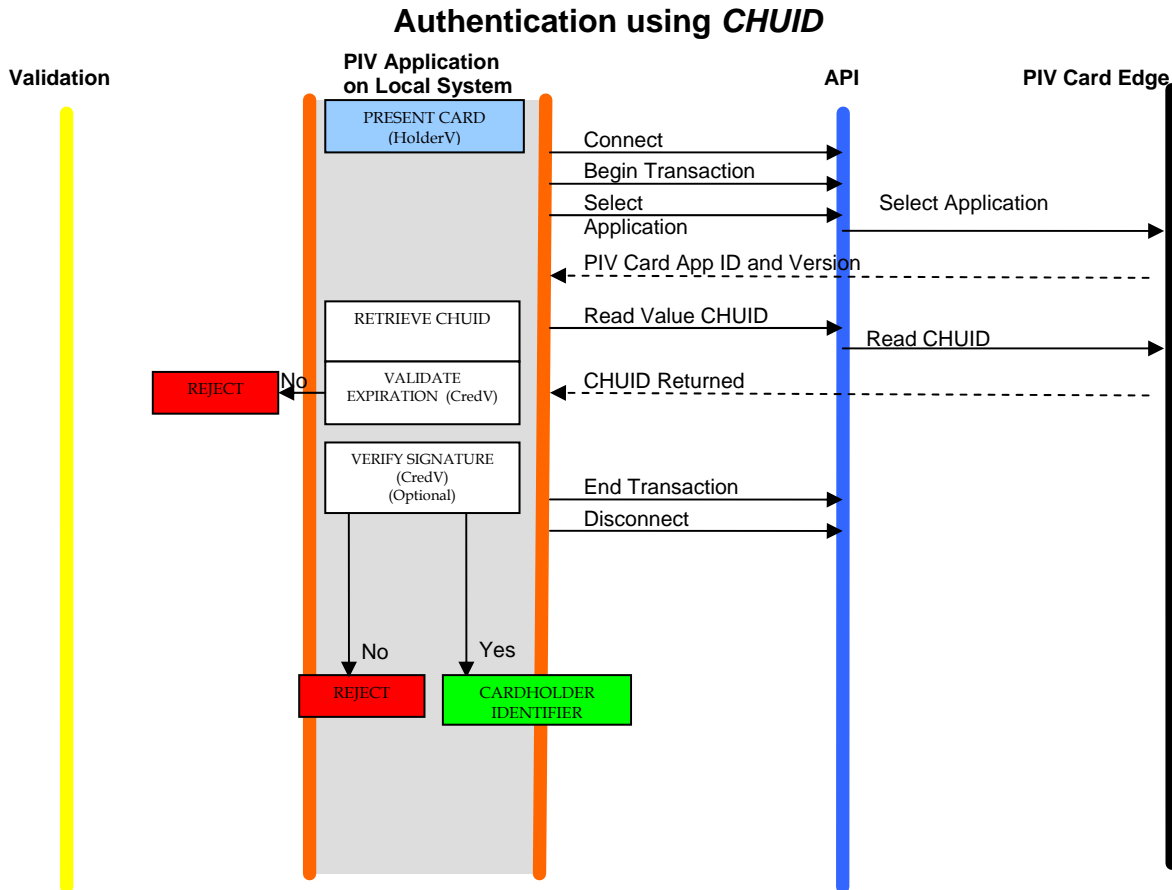 Authentication using CHUID
Validation
PIV Application
on Local System
API
PIV Card Edge
PRESENT CARD
(HolderV)
Connect
Begin Transaction
Select
Application
Select Application
PIV Card App ID and Version
RETRIEVE CHUID
Read Value CHUID
Read CHUID
REJECT
No
VALIDATE
EXPIRATION (CredV)
CHUID Returned
VERIFY SIGNATURE
(CredV)
(Optional)
End Transaction
Disconnect
No
Yes
REJECT
CARDHOLDER
IDENTIFIER